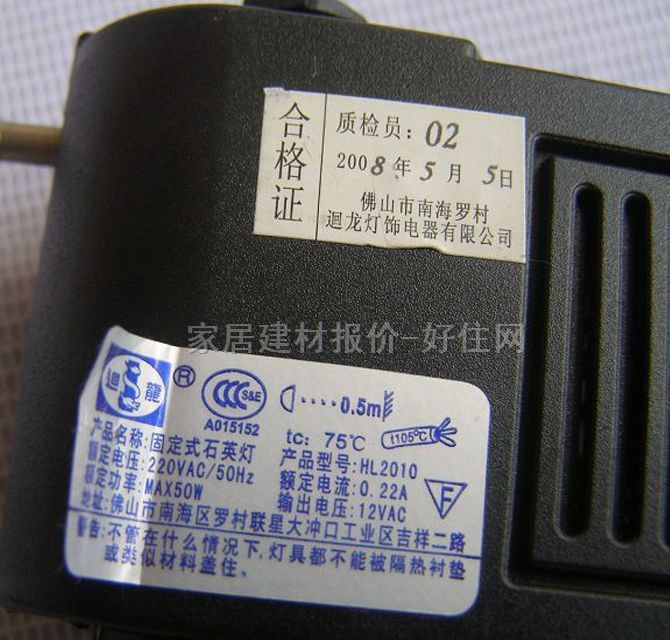 合格证
质检员：02
2008年5月5日
佛山市南海罗村
迴龙灯饰电器有限公司
家居建材报价-好住网
迴龍 ®
CCC S&E
A015152
0.5m
tc: 75℃ t105℃
产品名称：固定式石英灯
产品型号：HL2010
额定电压：220VAC/50Hz
额定电流：0.22A
额定功率：MAX50W
输出电压：12VAC
F
地址：佛山市南海区罗村联星大冲口工业区吉祥二路
警告：不管在什么情况下，灯具都不能被隔热衬垫
或类似材料盖住。